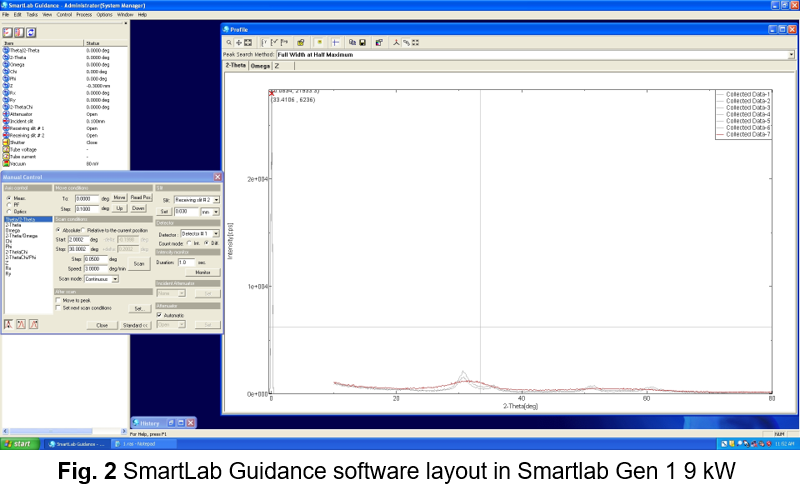 SmartLab Guidance - Administrator(System Manager)
File Edit Tasks View Control Process Options Window Help
Item Status
Theta/2-Theta 0.0000 deg
2-Theta 0.0000 deg
Omega 0.0000 deg
Chi 0.000 deg
Phi 0.000 deg
Z -0.3000mm
Rx 0.000 deg
Ry 0.000 deg
2-ThetaChi 0.0000 deg
Attenuator Open
Incident slit 0.100mm
Receiving slit # 1 Open
Receiving slit # 2 Open
Shutter Close
Tube voltage -
Tube current -
Vacuum 80 mV
Manual Control
Axis control
Meas.
PF
Optics
Theta/2-Theta
2-Theta
Omega
2-Theta/Omega
Chi
Phi
2-ThetaChi
2-ThetaChi/Phi
Z
Rx
Ry
Move conditions
To: 0.0000 deg Move Read Pos.
Step: 0.1000 deg Up Down
Scan conditions
Absolute Relative to the current position
Start: 2.0002 deg
Stop: 30.0002 deg
Step: 0.0500 deg
Speed: 3.0000 deg/min
Scan
Scan mode: Continuous
After scan
Move to peak
Set next scan conditions Set...
Close Standard <<
Slit
Slit: Receiving slit # 2
Set 0.030 mm
Detector
Detector: Detector # 1
Count mode: Int. Diff.
Intensity monitor
Duration: 1.0 sec.
Monitor
Incident Attenuator
None Set
Attenuator
Automatic
Open Set
Profile
Peak Search Method: Full Width at Half Maximum
2-Theta Omega Z
(33.4106 , 6236)
Collected Data-1
Collected Data-2
Collected Data-3
Collected Data-4
Collected Data-5
Collected Data-6
Collected Data-7
Intensity[cps]
2e+004
1e+004
0e+000
0 20 40 60 80
2-Theta[deg]
History
For Help, press F1
start SmartLab Guidance - ... 1-rex - Notepad 11:52 AM
Fig. 2 SmartLab Guidance software layout in Smartlab Gen 1 9 kW